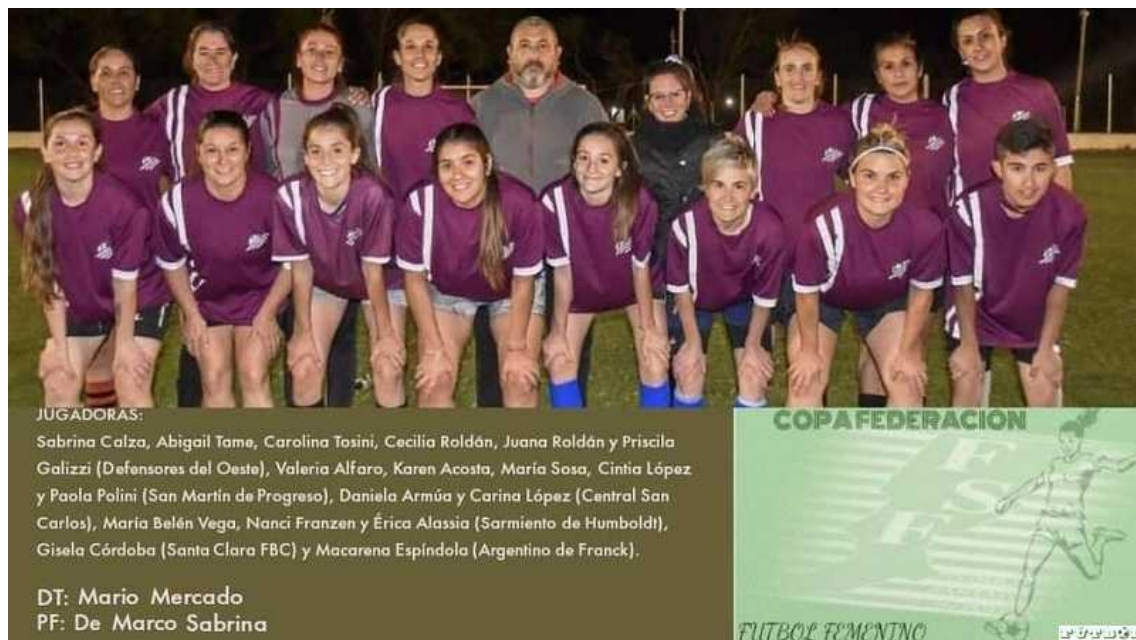 JUGADORAS:
Sabrina Calza, Abigail Tame, Carolina Tosini, Cecilia Roldán, Juana Roldán y Priscila
Galizzi (Defensores del Oeste), Valeria Alfaro, Karen Acosta, María Sosa, Cintia López
y Paola Polini (San Martín de Progreso), Daniela Armúa y Carina López (Central San
Carlos), María Belén Vega, Nanci Franzen y Érica Alassia (Sarmiento de Humboldt),
Gisela Córdoba (Santa Clara FBC) y Macarena Espíndola (Argentino de Franck).
DT: Mario Mercado
PF: De Marco Sabrina
COPA FEDERACIÓN
F
S
F
FUTBOL FEMENINO